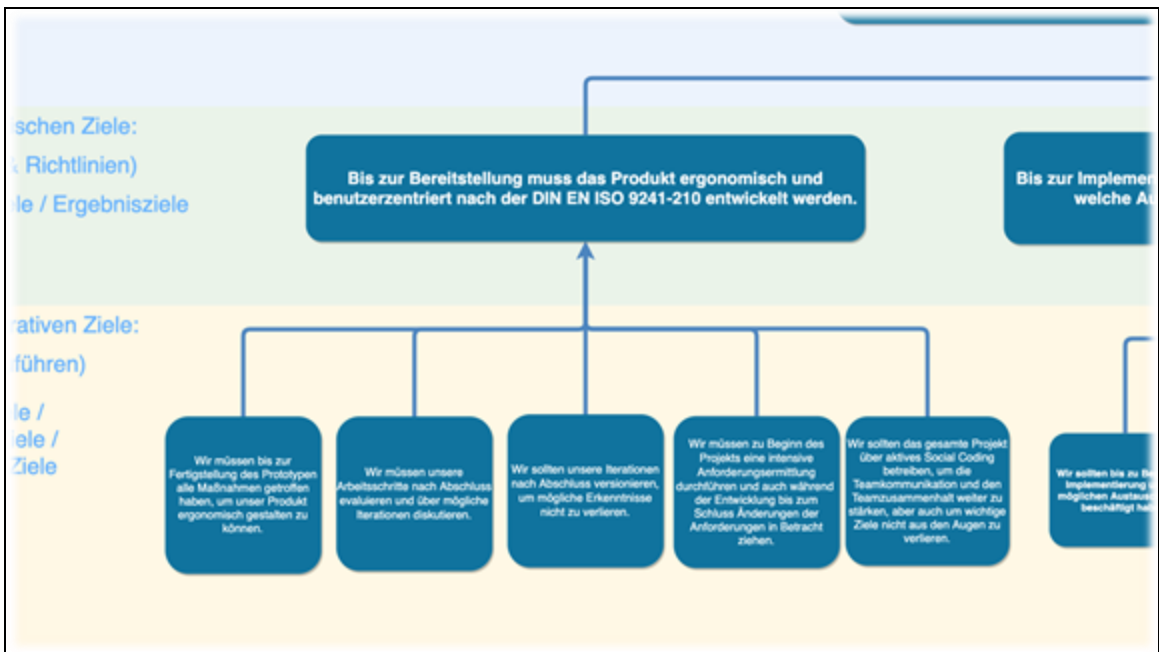 schen Ziele:
Richtlinien)
le / Ergebnisziele
Bis zur Bereitstellung muss das Produkt ergonomisch und
benutzerzentriert nach der DIN EN ISO 9241-210 entwickelt werden.
Bis zur Implemen
welche Au
rativen Ziele:
führen)
le /
ele /
Ziele
Wir müssen bis zur
Fertigstellung des Prototypen
alle Maßnahmen getroffen
haben, um unser Produkt
ergonomisch gestalten zu
können.
Wir müssen unsere
Arbeitsschritte nach Abschluss
evaluieren und über mögliche
Iterationen diskutieren.
Wir sollten unsere Iterationen
nach Abschluss versionieren,
um mögliche Erkenntnisse
nicht zu verlieren.
Wir müssen zu Beginn des
Projekts eine intensive
Anforderungsermittlung
durchführen und auch während
der Entwicklung bis zum
Schluss Änderungen der
Anforderungen in Betracht
ziehen.
Wir sollten das gesamte Projekt
über aktives Social Coding
betreiben, um die
Teamkommunikation und den
Teamzusammenhalt weiter zu
stärken, aber auch um wichtige
Ziele nicht aus den Augen zu
verlieren.
Wir sollten bis zu Be
Implementierung
möglichen Austaus
beschäftigt ha